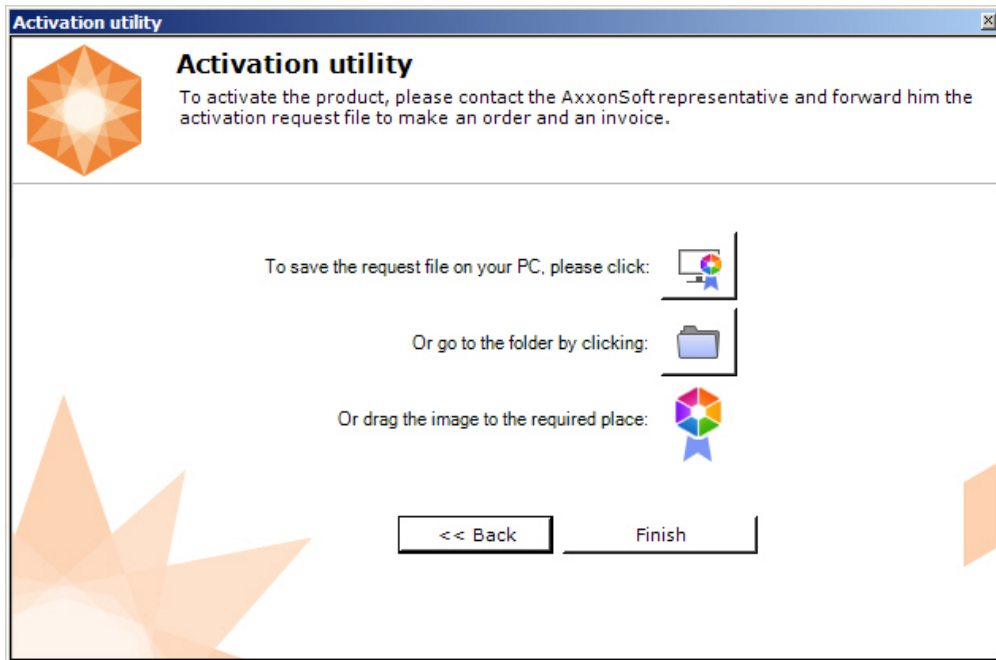 Activation utility
Activation utility
To activate the product, please contact the AxxonSoft representative and forward him the
activation request file to make an order and an invoice.
To save the request file on your PC, please click:
Or go to the folder by clicking:
Or drag the image to the required place:
<< Back
Finish